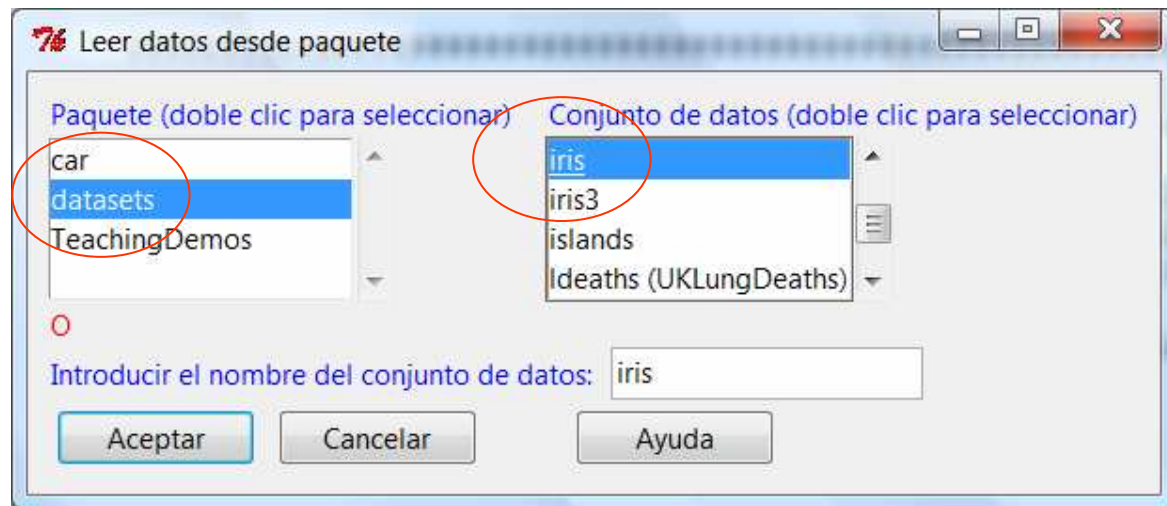 Leer datos desde paquete
Paquete (doble clic para seleccionar)
car
datasets
TeachingDemos
Conjunto de datos (doble clic para seleccionar)
iris
iris3
islands
ldeaths (UKLungDeaths)
O
Introducir el nombre del conjunto de datos: iris
Aceptar Cancelar Ayuda